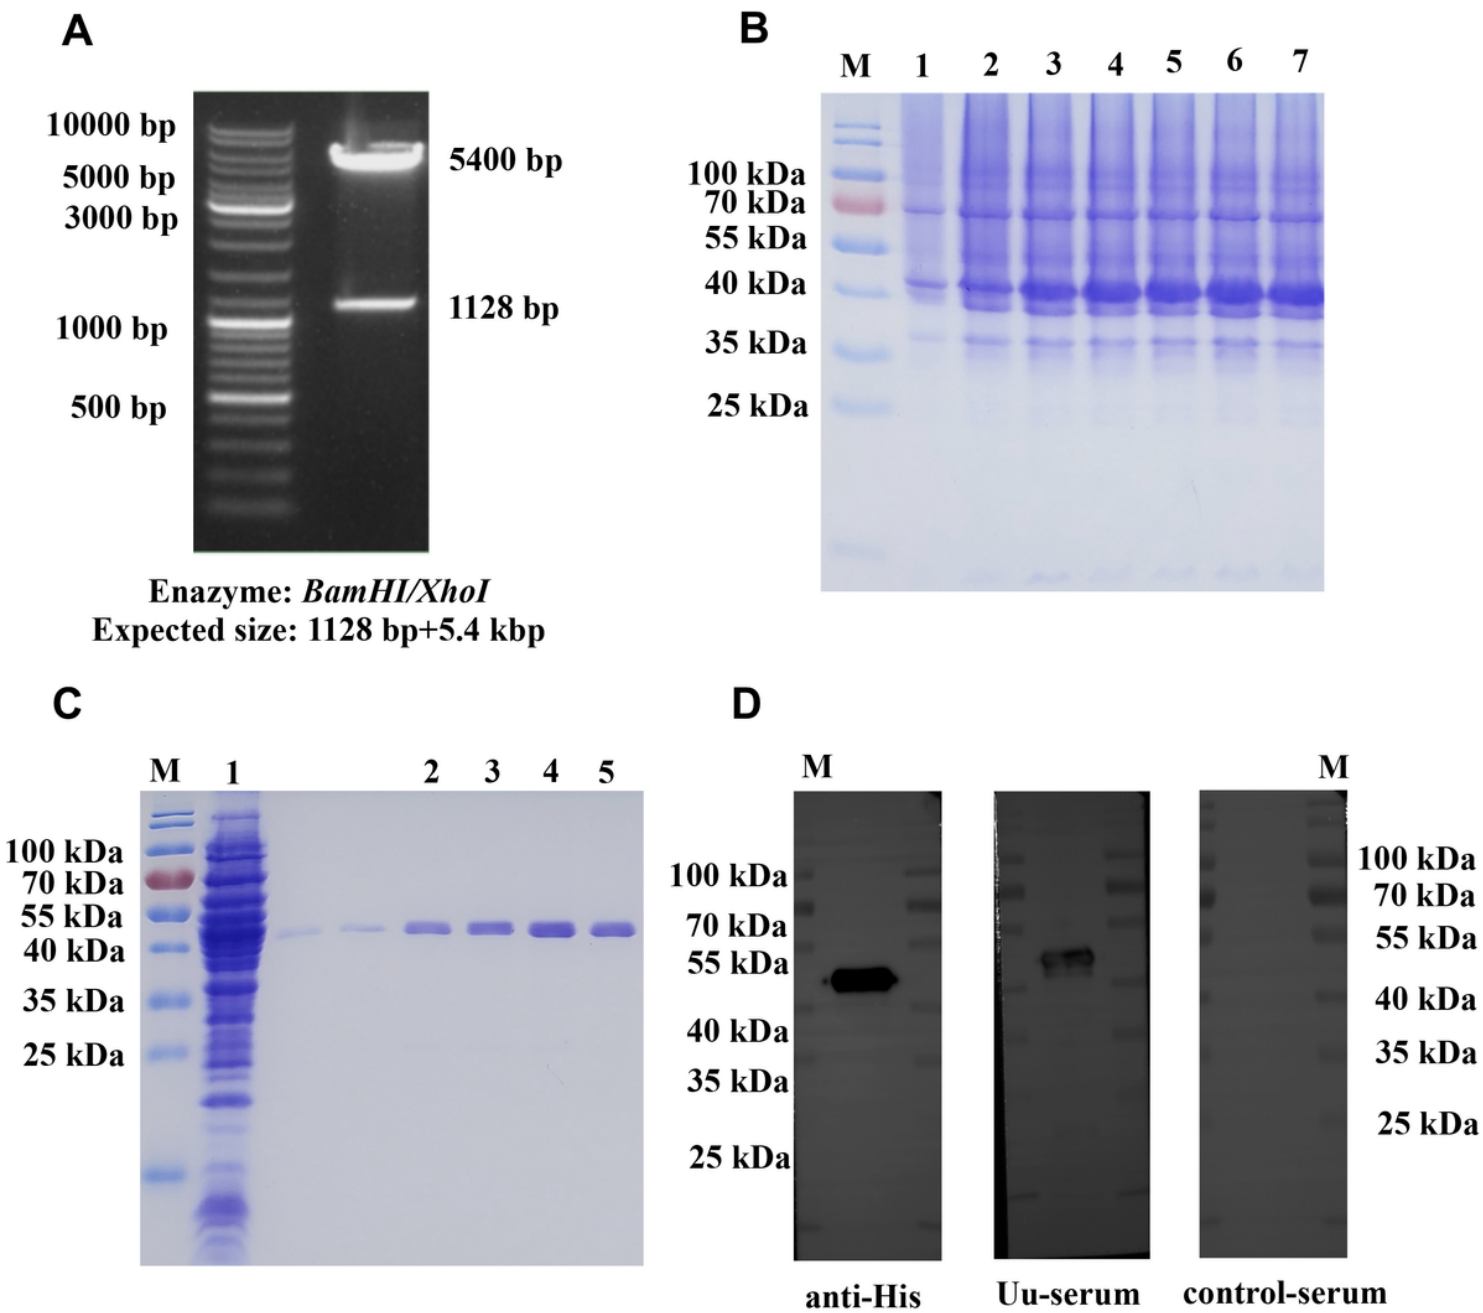 A
10000 bp
5000 bp
3000 bp
1000 bp
500 bp
5400 bp
1128 bp
Enazyme: BamHI/XhoI
Expected size: 1128 bp+5.4 kbp
B
M 1 2 3 4 5 6 7
100 kDa
70 kDa
55 kDa
40 kDa
35 kDa
25 kDa
C
M 1 2 3 4 5
100 kDa
70 kDa
55 kDa
40 kDa
35 kDa
25 kDa
D
M M
100 kDa
70 kDa
55 kDa
40 kDa
35 kDa
25 kDa
100 kDa
70 kDa
55 kDa
40 kDa
35 kDa
25 kDa
anti-His Uu-serum control-serum